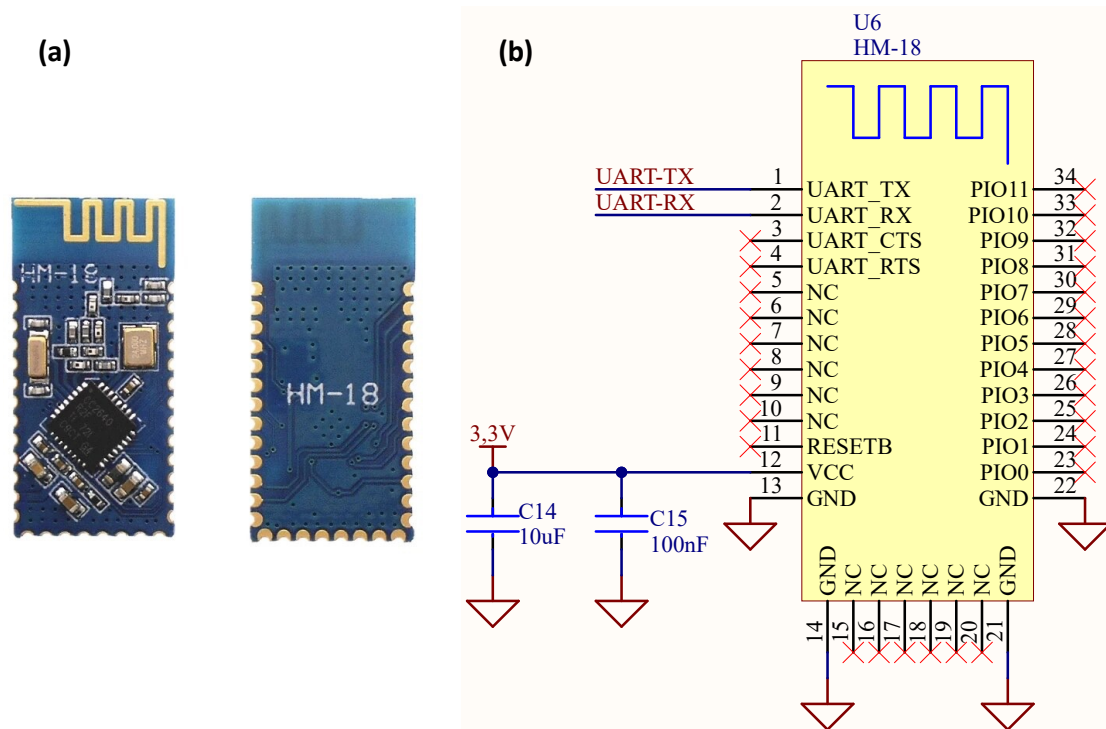 (a)
HM-18
HM-18
(b)
U6
HM-18
UART-TX 1 UART_TX PIO11 34
UART-RX 2 UART_RX PIO10 33
3 UART_CTS PIO9 32
4 UART_RTS PIO8 31
5 NC PIO7 30
6 NC PIO6 29
7 NC PIO5 28
8 NC PIO4 27
9 NC PIO3 26
10 NC PIO2 25
11 RESETB PIO1 24
3,3V 12 VCC PIO0 23
13 GND GND 22
C14
10uF
C15
100nF
GND NC NC NC NC NC NC GND
14 15 16 17 18 19 20 21